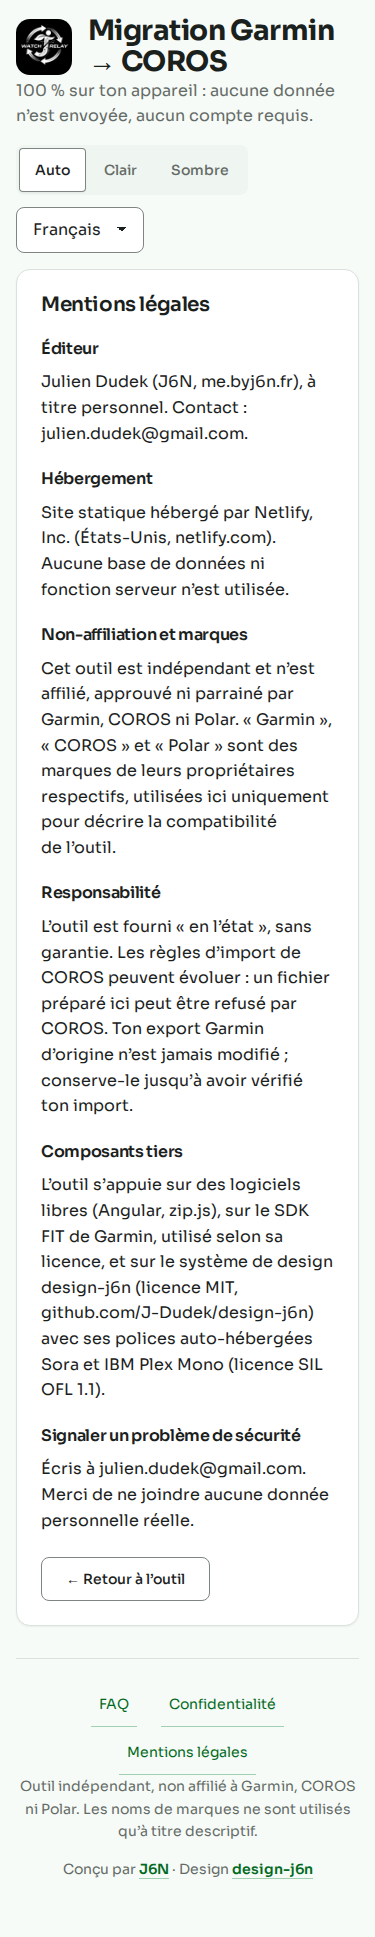 WATCH RELAY
Migration Garmin
→ COROS
100 % sur ton appareil : aucune donnée
n’est envoyée, aucun compte requis.
Auto Clair Sombre
Français
Mentions légales
Éditeur
Julien Dudek (J6N, me.byj6n.fr), à
titre personnel. Contact :
julien.dudek@gmail.com.
Hébergement
Site statique hébergé par Netlify,
Inc. (États-Unis, netlify.com).
Aucune base de données ni
fonction serveur n’est utilisée.
Non-affiliation et marques
Cet outil est indépendant et n’est
affilié, approuvé ni parrainé par
Garmin, COROS ni Polar. « Garmin »,
« COROS » et « Polar » sont des
marques de leurs propriétaires
respectifs, utilisées ici uniquement
pour décrire la compatibilité
de l’outil.
Responsabilité
L’outil est fourni « en l’état », sans
garantie. Les règles d’import de
COROS peuvent évoluer : un fichier
préparé ici peut être refusé par
COROS. Ton export Garmin
d’origine n’est jamais modifié ;
conserve-le jusqu’à avoir vérifié
ton import.
Composants tiers
L’outil s’appuie sur des logiciels
libres (Angular, zip.js), sur le SDK
FIT de Garmin, utilisé selon sa
licence, et sur le système de design
design-j6n (licence MIT,
github.com/J-Dudek/design-j6n)
avec ses polices auto-hébergées
Sora et IBM Plex Mono (licence SIL
OFL 1.1).
Signaler un problème de sécurité
Écris à julien.dudek@gmail.com.
Merci de ne joindre aucune donnée
personnelle réelle.
← Retour à l’outil
FAQ Confidentialité
Mentions légales
Outil indépendant, non affilié à Garmin, COROS
ni Polar. Les noms de marques ne sont utilisés
qu’à titre descriptif.
Conçu par J6N · Design design-j6n